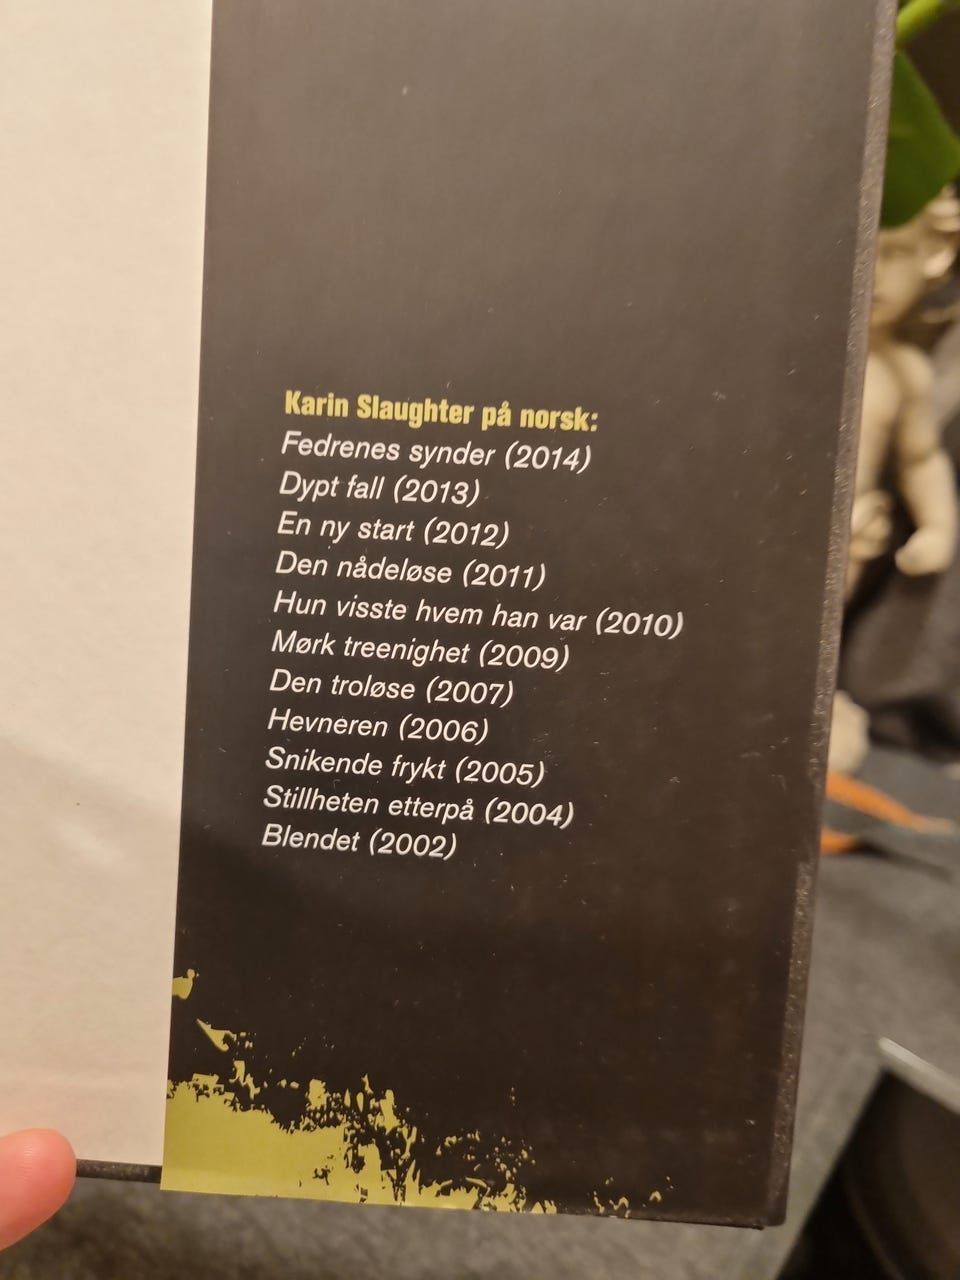 Karin Slaughter på norsk:
Fedrenes synder (2014)
Dypt fall (2013)
En ny start (2012)
Den nådeløse (2011)
Hun visste hvem han var (2010)
Mørk treenighet (2009)
Den troløse (2007)
Hevneren (2006)
Snikende frykt (2005)
Stillheten etterpå (2004)
Blendet (2002)